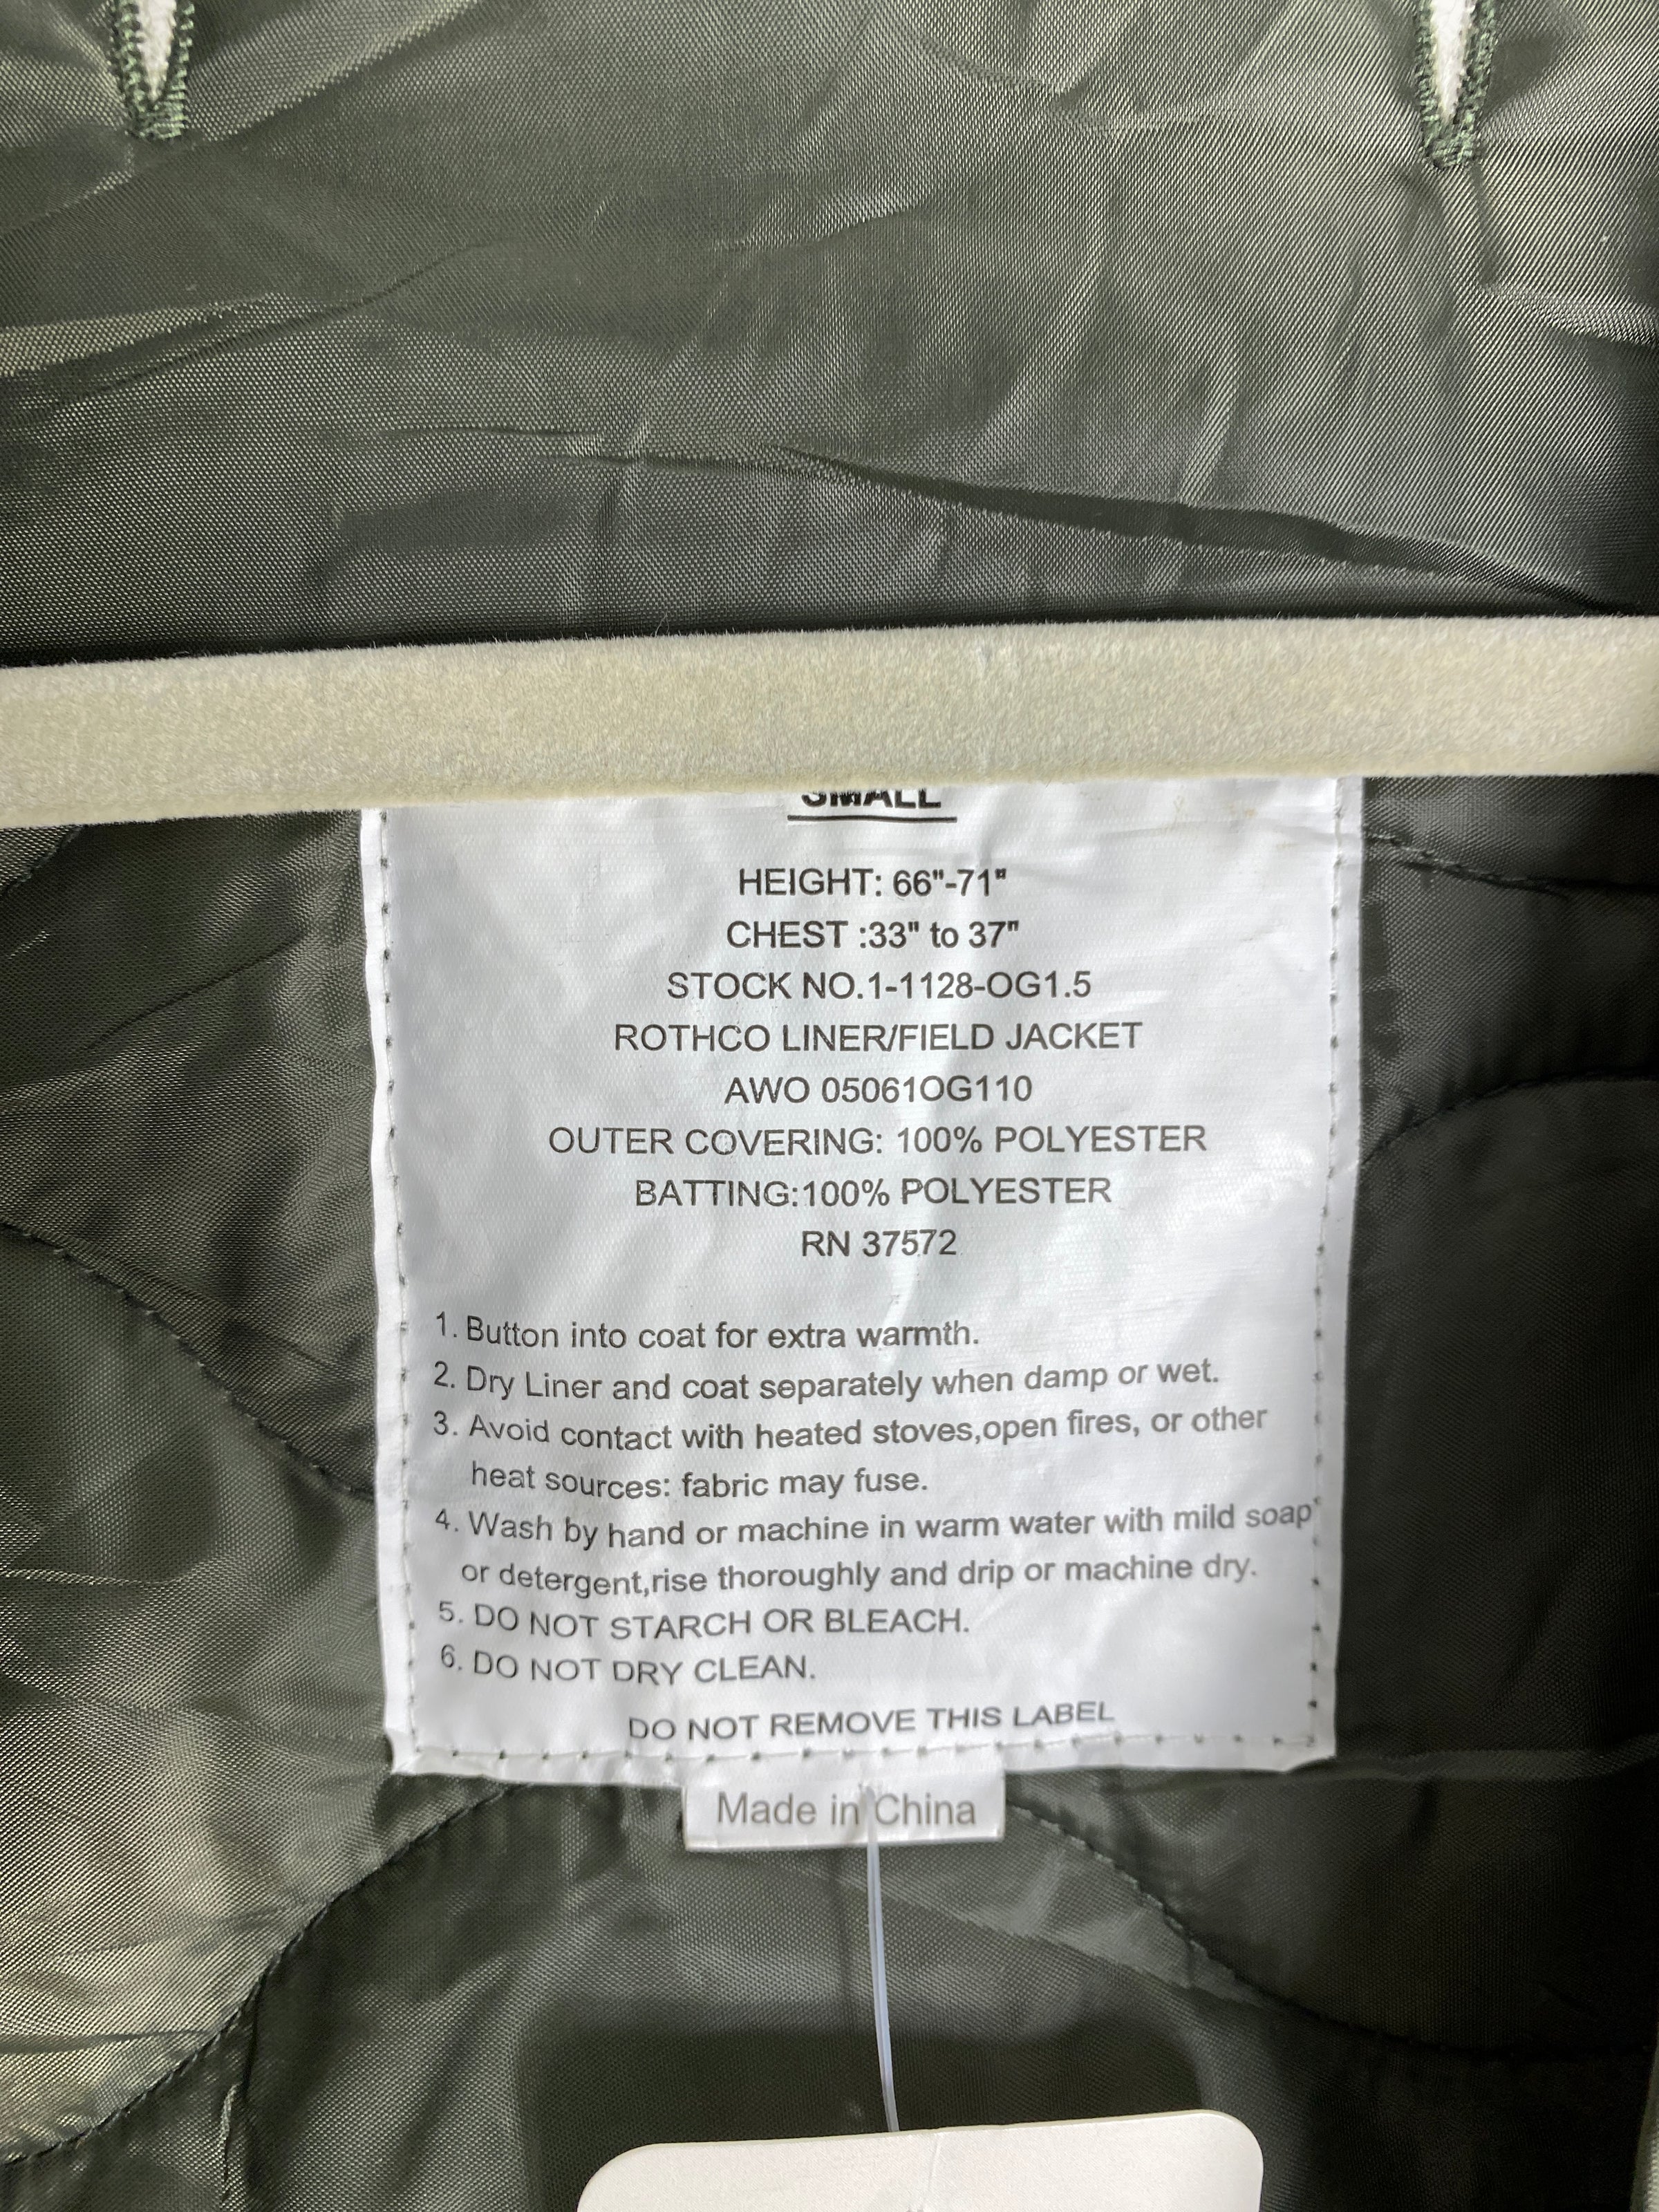 SMALL
HEIGHT: 66"-71"
CHEST :33" to 37"
STOCK NO.1-1128-OG1.5
ROTHCO LINER/FIELD JACKET
AWO 05061OG110
OUTER COVERING: 100% POLYESTER
BATTING:100% POLYESTER
RN 37572
1. Button into coat for extra warmth.
2. Dry Liner and coat separately when damp or wet.
3. Avoid contact with heated stoves,open fires, or other
heat sources: fabric may fuse.
4. Wash by hand or machine in warm water with mild soap
or detergent,rise thoroughly and drip or machine dry.
5. DO NOT STARCH OR BLEACH.
6. DO NOT DRY CLEAN.
DO NOT REMOVE THIS LABEL
Made in China